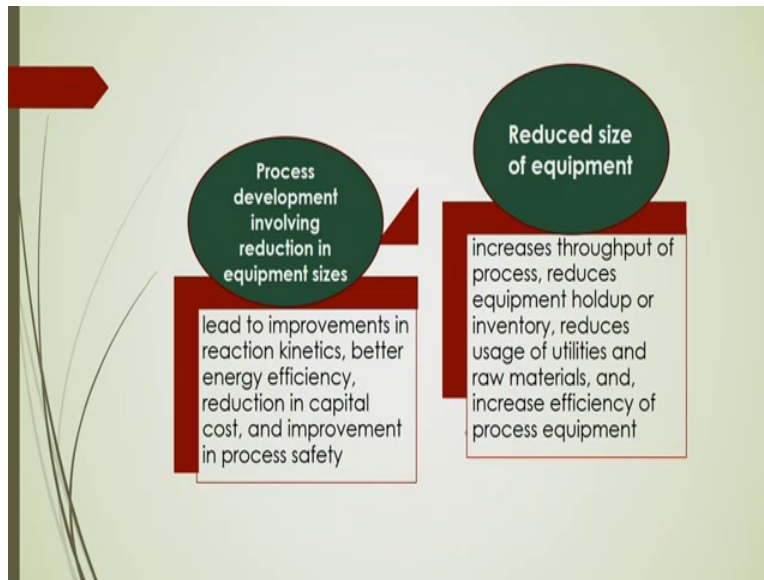 Process
development
involving
reduction in
equipment sizes
lead to improvements in
reaction kinetics, better
energy efficiency,
reduction in capital
cost, and improvement
in process safety
Reduced size
of equipment
increases throughput of
process, reduces
equipment holdup or
inventory, reduces
usage of utilities and
raw materials, and,
increase efficiency of
process equipment